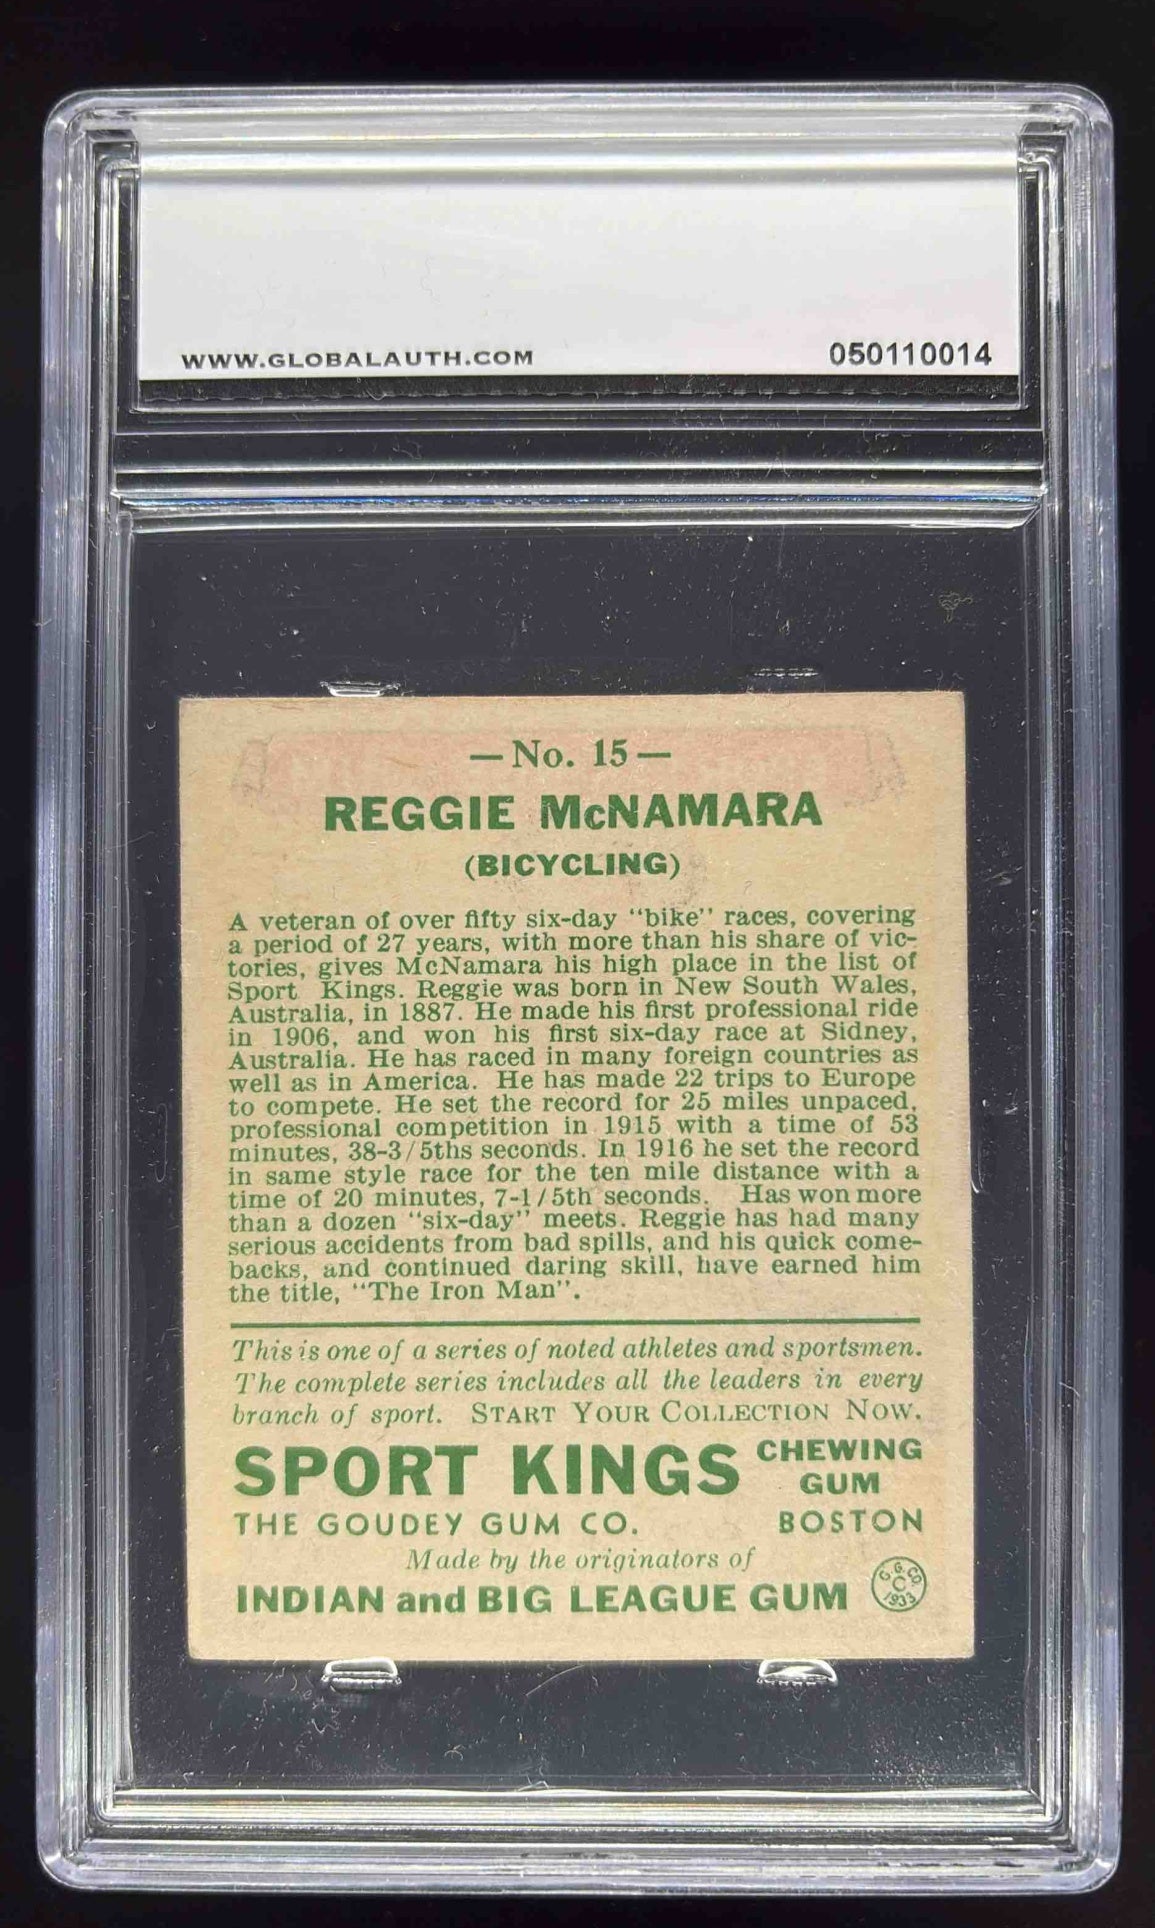 WWW.GLOBALAUTH.COM
050110014
—No. 15—
REGGIE McNAMARA
(BICYCLING)
A veteran of over fifty six-day "bike" races, covering
a period of 27 years, with more than his share of vic-
tories, gives McNamara his high place in the list of
Sport Kings. Reggie was born in New South Wales,
Australia, in 1887. He made his first professional ride
in 1906, and won his first six-day race at Sidney,
Australia. He has raced in many foreign countries as
well as in America. He has made 22 trips to Europe
to compete. He set the record for 25 miles unpaced,
professional competition in 1915 with a time of 53
minutes, 38-3/5ths seconds. In 1916 he set the record
in same style race for the ten mile distance with a
time of 20 minutes, 7-1/5th seconds. Has won more
than a dozen "six-day" meets. Reggie has had many
serious accidents from bad spills, and his quick come-
backs, and continued daring skill, have earned him
the title, "The Iron Man".
This is one of a series of noted athletes and sportsmen.
The complete series includes all the leaders in every
branch of sport. START YOUR COLLECTION NOW.
SPORT KINGS CHEWING GUM
THE GOUDEY GUM CO. BOSTON
Made by the originators of
INDIAN and BIG LEAGUE GUM
G. G. CO.
C
1933